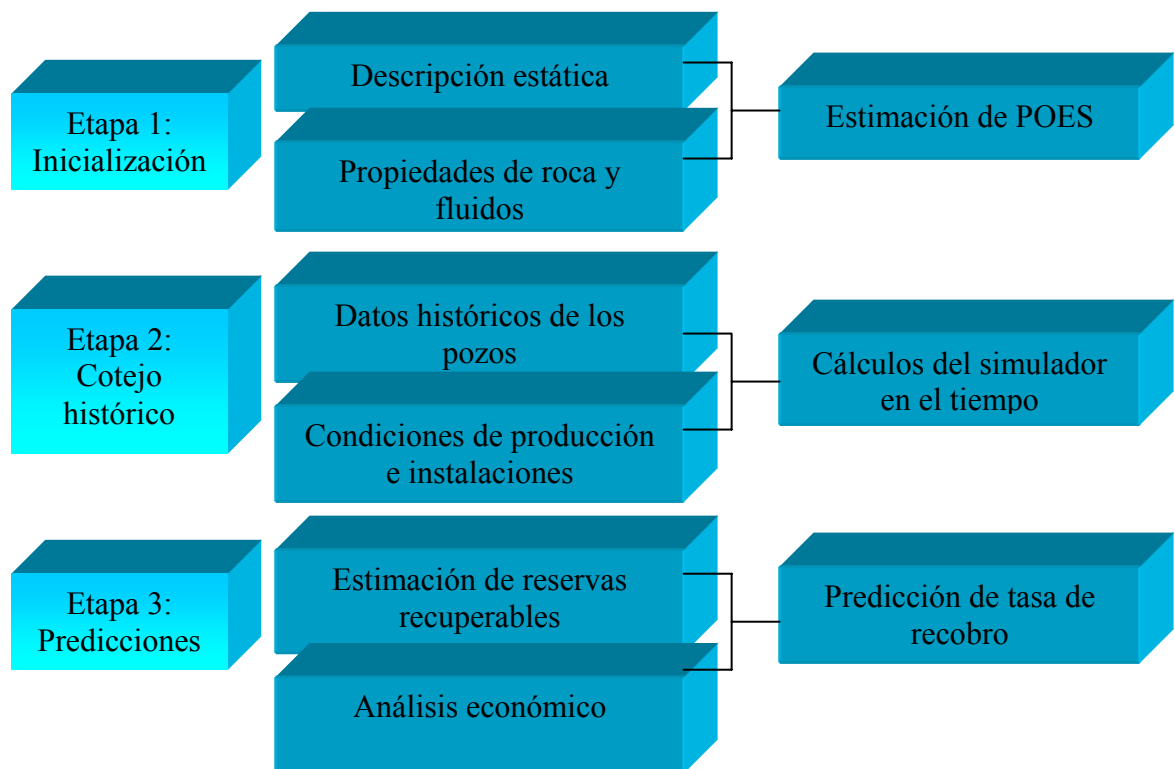 Etapa 1:
Inicialización
Descripción estática
Propiedades de roca y
fluidos
Estimación de POES
Etapa 2:
Cotejo
histórico
Datos históricos de los
pozos
Condiciones de producción
e instalaciones
Cálculos del simulador
en el tiempo
Etapa 3:
Predicciones
Estimación de reservas
recuperables
Análisis económico
Predicción de tasa de
recobro